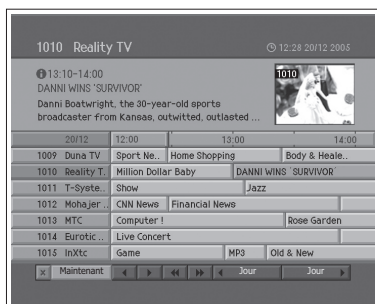 1010 Reality TV 12:28 20/12 2005
13:10-14:00
DANNI WINS 'SURVIVOR'
Danni Boatwright, the 30-year-old sports
broadcaster from Kansas, outwitted, outlasted ...
1010
20/12 12:00 13:00 14:00
1009 Duna TV Sport Ne.. Home Shopping Body & Heale..
1010 Reality T. Million Dollar Baby DANNI WINS 'SURVIVOR'
1011 T-Syste.. Show Jazz
1012 Mohajer .. CNN News Financial News
1013 MTC Computer ! Rose Garden
1014 Eurotic .. Live Concert
1015 InXtc Game MP3 Old & New
x Maintenant Jour Jour